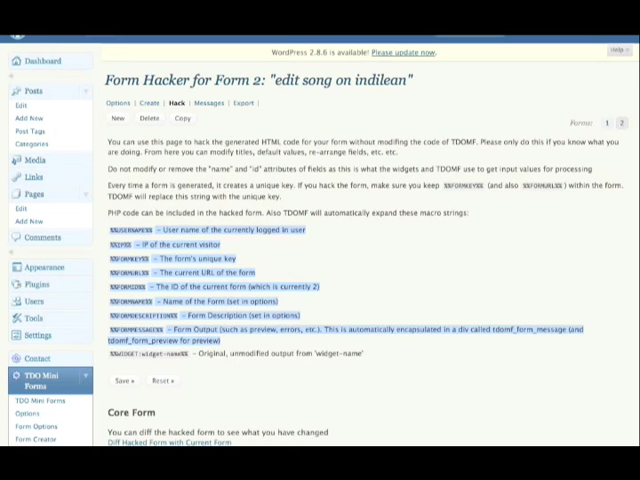 WordPress 2.8.6 is available! Please update now.
Help
Dashboard
Form Hacker for Form 2: "edit song on indilean"
Posts
Options | Create | Hack | Messages | Export |
Edit
Add New
Post Tags
Categories
New Delete Copy
Forms: 1 2
You can use this page to hack the generated HTML code for your form without modifing the code of TDOMF. Please only do this if you know what you
are doing. From here you can modify titles, default values, re-arrange fields, etc. etc.
Media
Do not modify or remove the "name" and "id" attributes of fields as this is what the widgets and TDOMF use to get input values for processing
Links
Every time a form is generated, it creates a unique key. If you hack the form, make sure you keep %%FORMKEY%% (and also %%FORMURL%%) within the form.
TDOMF will replace this string with the unique key.
Pages
Edit
Add New
PHP code can be included in the hacked form. Also TDOMF will automatically expand these macro strings:
Comments
%%USERNAME%% – User name of the currently logged in user
%%IP%% – IP of the current visitor
%%FORMKEY%% – The form's unique key
%%FORMURL%% – The current URL of the form
%%FORMID%% – The ID of the current form (which is currently 2)
%%FORMNAME%% – Name of the Form (set in options)
%%FORMDESCRIPTION%% – Form Description (set in options)
%%FORMMESSAGE%% – Form Output (such as preview, errors, etc.). This is automatically encapsulated in a div called tdomf_form_message (and
tdomf_form_preview for preview)
%%WIDGET:widget-name%% – Original, unmodified output from 'widget-name'
Appearance
Plugins
Users
Tools
Settings
Contact
TDO Mini
Forms
Save » Reset »
TDO Mini Forms
Options
Form Options
Form Creator
Core Form
You can diff the hacked form to see what you have changed
Diff Hacked Form with Current Form